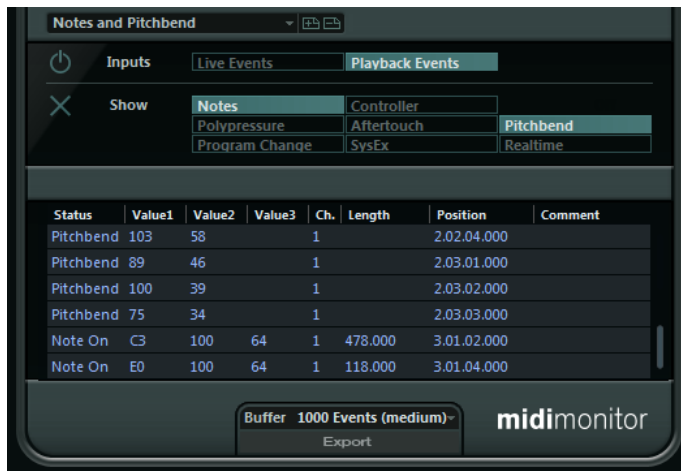 Notes and Pitchbend
Inputs Live Events Playback Events
Show Notes Controller
Polypressure Aftertouch Pitchbend
Program Change SysEx Realtime
Status Value1 Value2 Value3 Ch. Length Position Comment
Pitchbend 103 58 1 2.02.04.000
Pitchbend 89 46 1 2.03.01.000
Pitchbend 100 39 1 2.03.02.000
Pitchbend 75 34 1 2.03.03.000
Note On C3 100 64 1 478.000 3.01.02.000
Note On E0 100 64 1 118.000 3.01.04.000
Buffer 1000 Events (medium)
Export
midimonitor